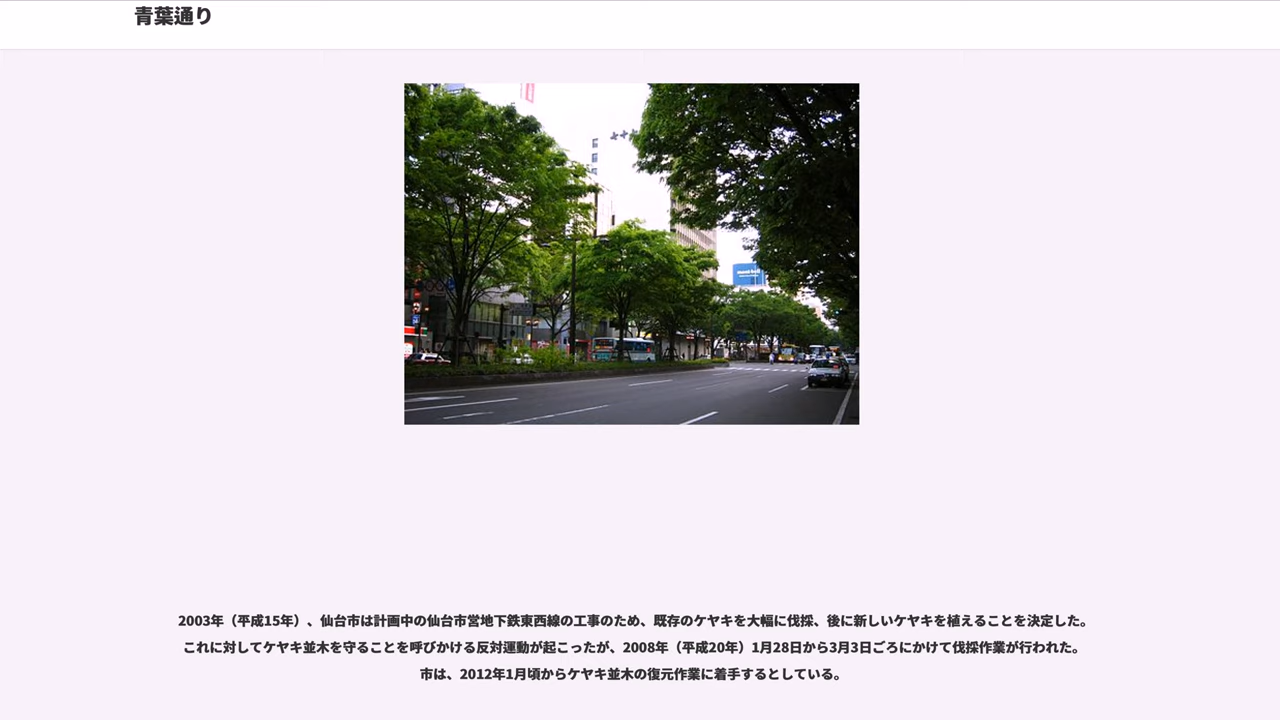 青葉通り
2003年（平成15年）、仙台市は計画中の仙台市営地下鉄東西線の工事のため、既存のケヤキを大幅に伐採、後に新しいケヤキを植えることを決定した。
これに対してケヤキ並木を守ることを呼びかける反対運動が起こったが、2008年（平成20年）1月28日から3月3日ごろにかけて伐採作業が行われた。
市は、2012年1月頃からケヤキ並木の復元作業に着手するとしている。